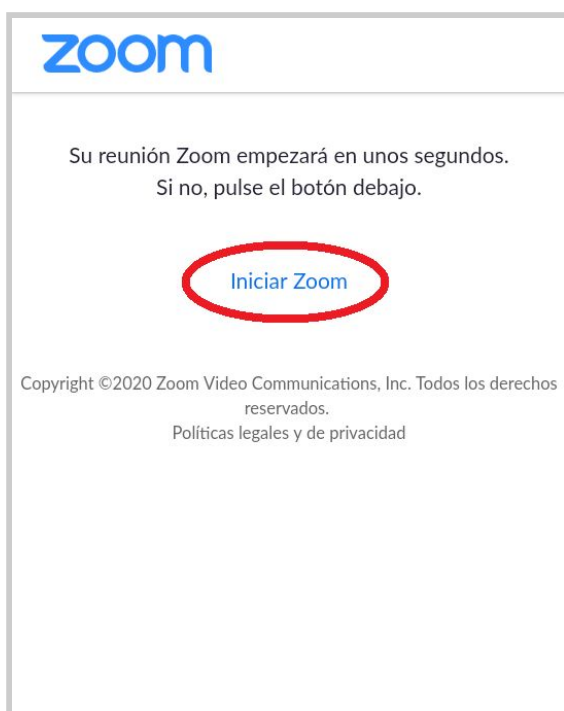 zoom
Su reunión Zoom empezará en unos segundos.
Si no, pulse el botón debajo.
Iniciar Zoom
Copyright ©2020 Zoom Video Communications, Inc. Todos los derechos
reservados.
Políticas legales y de privacidad